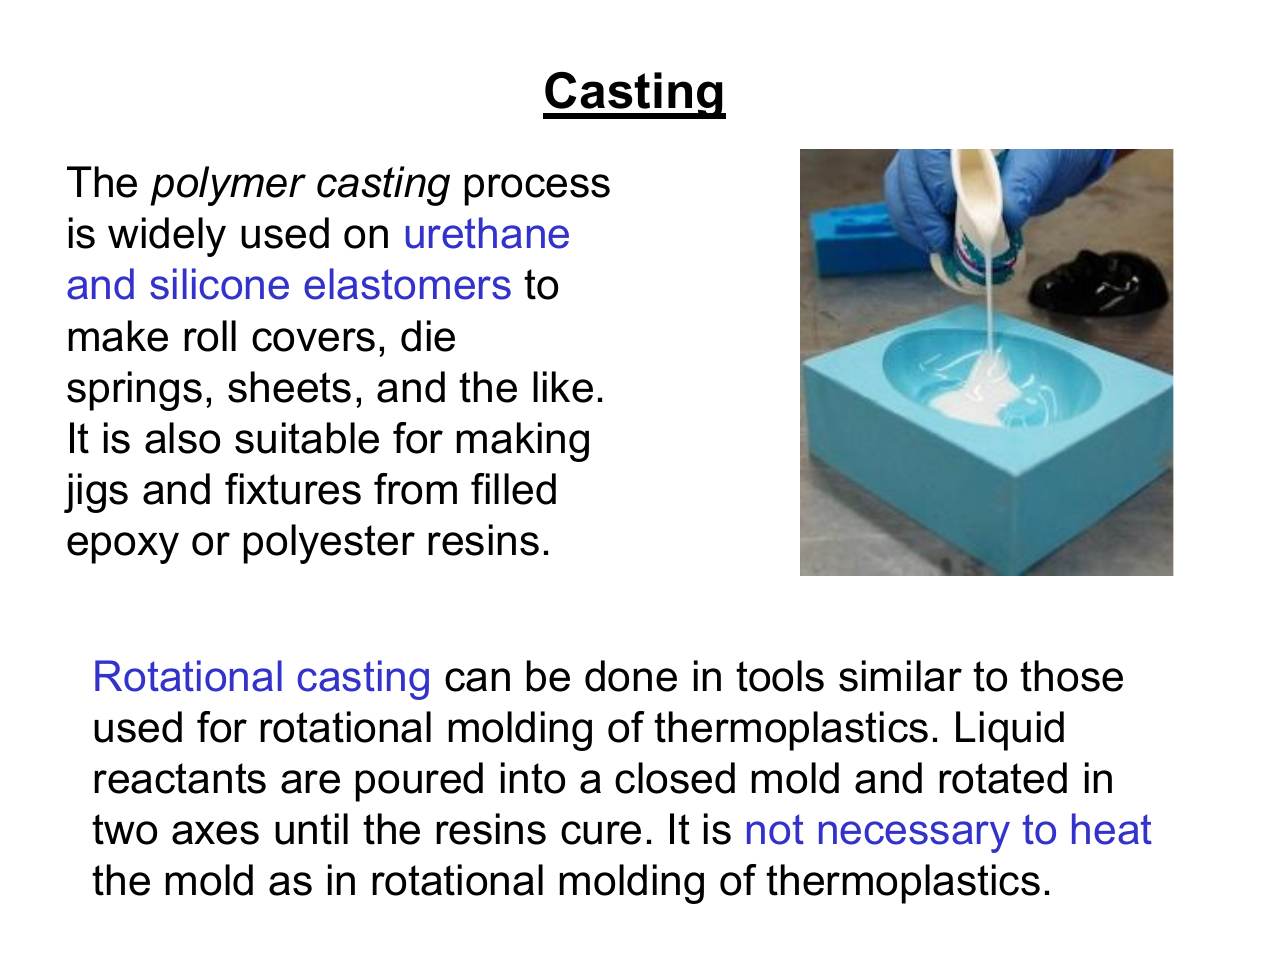 Casting
The polymer casting process
is widely used on urethane
and silicone elastomers to
make roll covers, die
springs, sheets, and the like.
It is also suitable for making
jigs and fixtures from filled
epoxy or polyester resins.
Rotational casting can be done in tools similar to those
used for rotational molding of thermoplastics. Liquid
reactants are poured into a closed mold and rotated in
two axes until the resins cure. It is not necessary to heat
the mold as in rotational molding of thermoplastics.